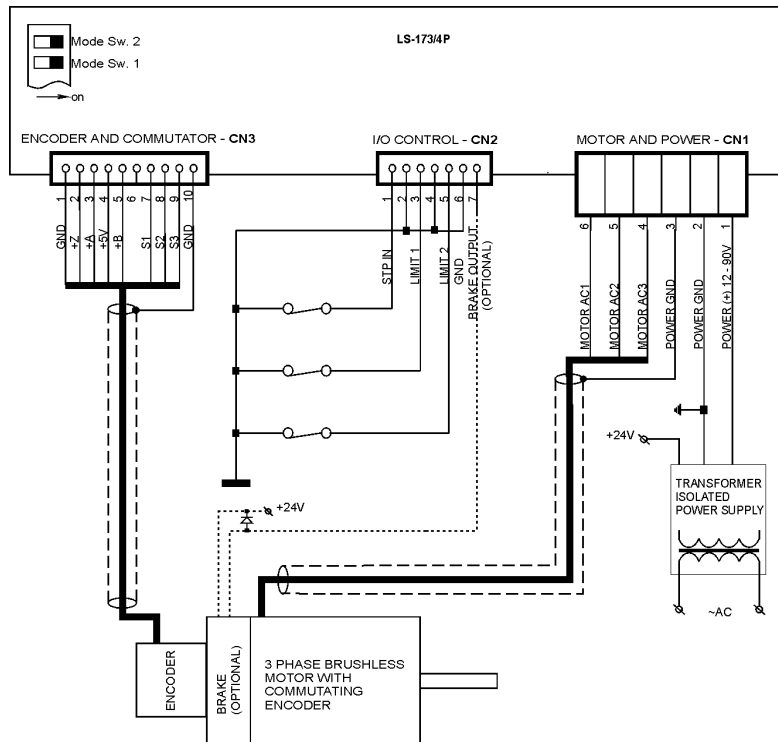 LS-173/4P
Mode Sw. 2
Mode Sw. 1
on
ENCODER AND COMMUTATOR - CN3
I/O CONTROL - CN2
MOTOR AND POWER - CN1
1 2 3 4 5 6 7 8 9 10
GND
+Z
+A
+5V
+B
S1
S2
S3
GND
1 2 3 4 5 6 7
STP IN
LIMIT 1
LIMIT 2
GND
BRAKE OUTPUT
(OPTIONAL)
6 5 4 3 2 1
MOTOR AC1
MOTOR AC2
MOTOR AC3
POWER GND
POWER GND
POWER (+) 12 - 90V
+24V
TRANSFORMER
ISOLATED
POWER SUPPLY
~AC
+24V
ENCODER
BRAKE
(OPTIONAL)
3 PHASE BRUSHLESS
MOTOR WITH
COMMUTATING
ENCODER